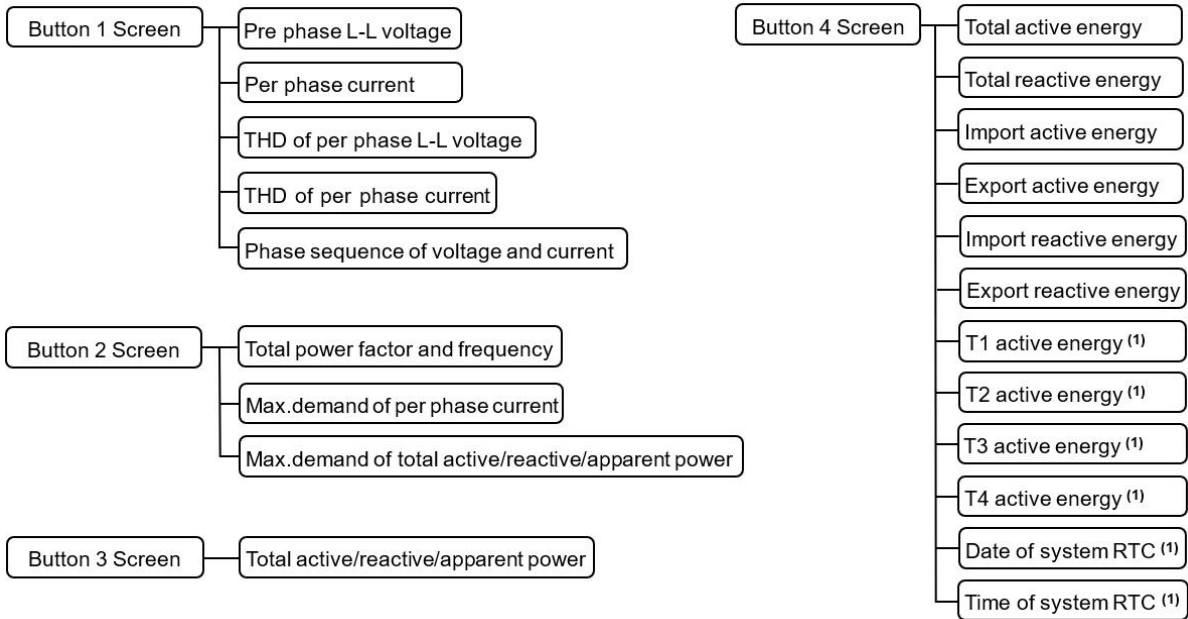 Button 1 Screen
Pre phase L-L voltage
Per phase current
THD of per phase L-L voltage
THD of per phase current
Phase sequence of voltage and current
Button 2 Screen
Total power factor and frequency
Max.demand of per phase current
Max.demand of total active/reactive/apparent power
Button 3 Screen
Total active/reactive/apparent power
Button 4 Screen
Total active energy
Total reactive energy
Import active energy
Export active energy
Import reactive energy
Export reactive energy
T1 active energy (1)
T2 active energy (1)
T3 active energy (1)
T4 active energy (1)
Date of system RTC (1)
Time of system RTC (1)